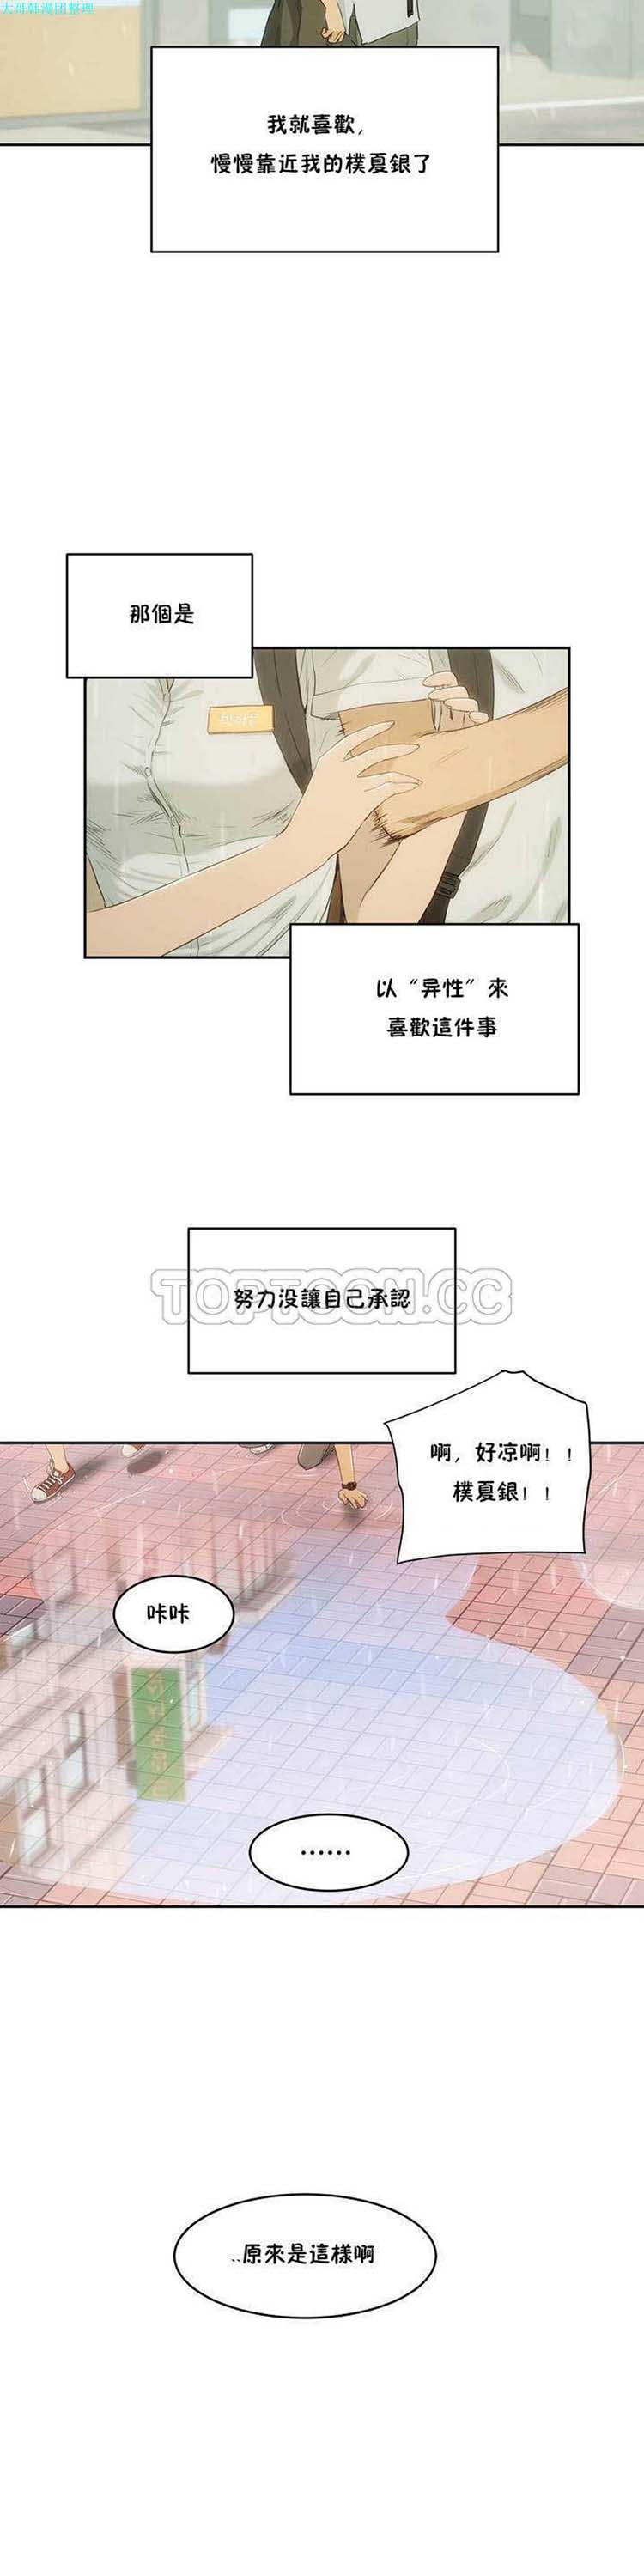 大哥韩漫团整理
我就喜歡,
慢慢靠近我的樸夏銀了
那個是
以“异性”來
喜歡這件事
TOPTOON.CC
努力没讓自己承認
啊, 好凉啊! !
樸夏銀! !
咔咔
......
..原來是這樣啊